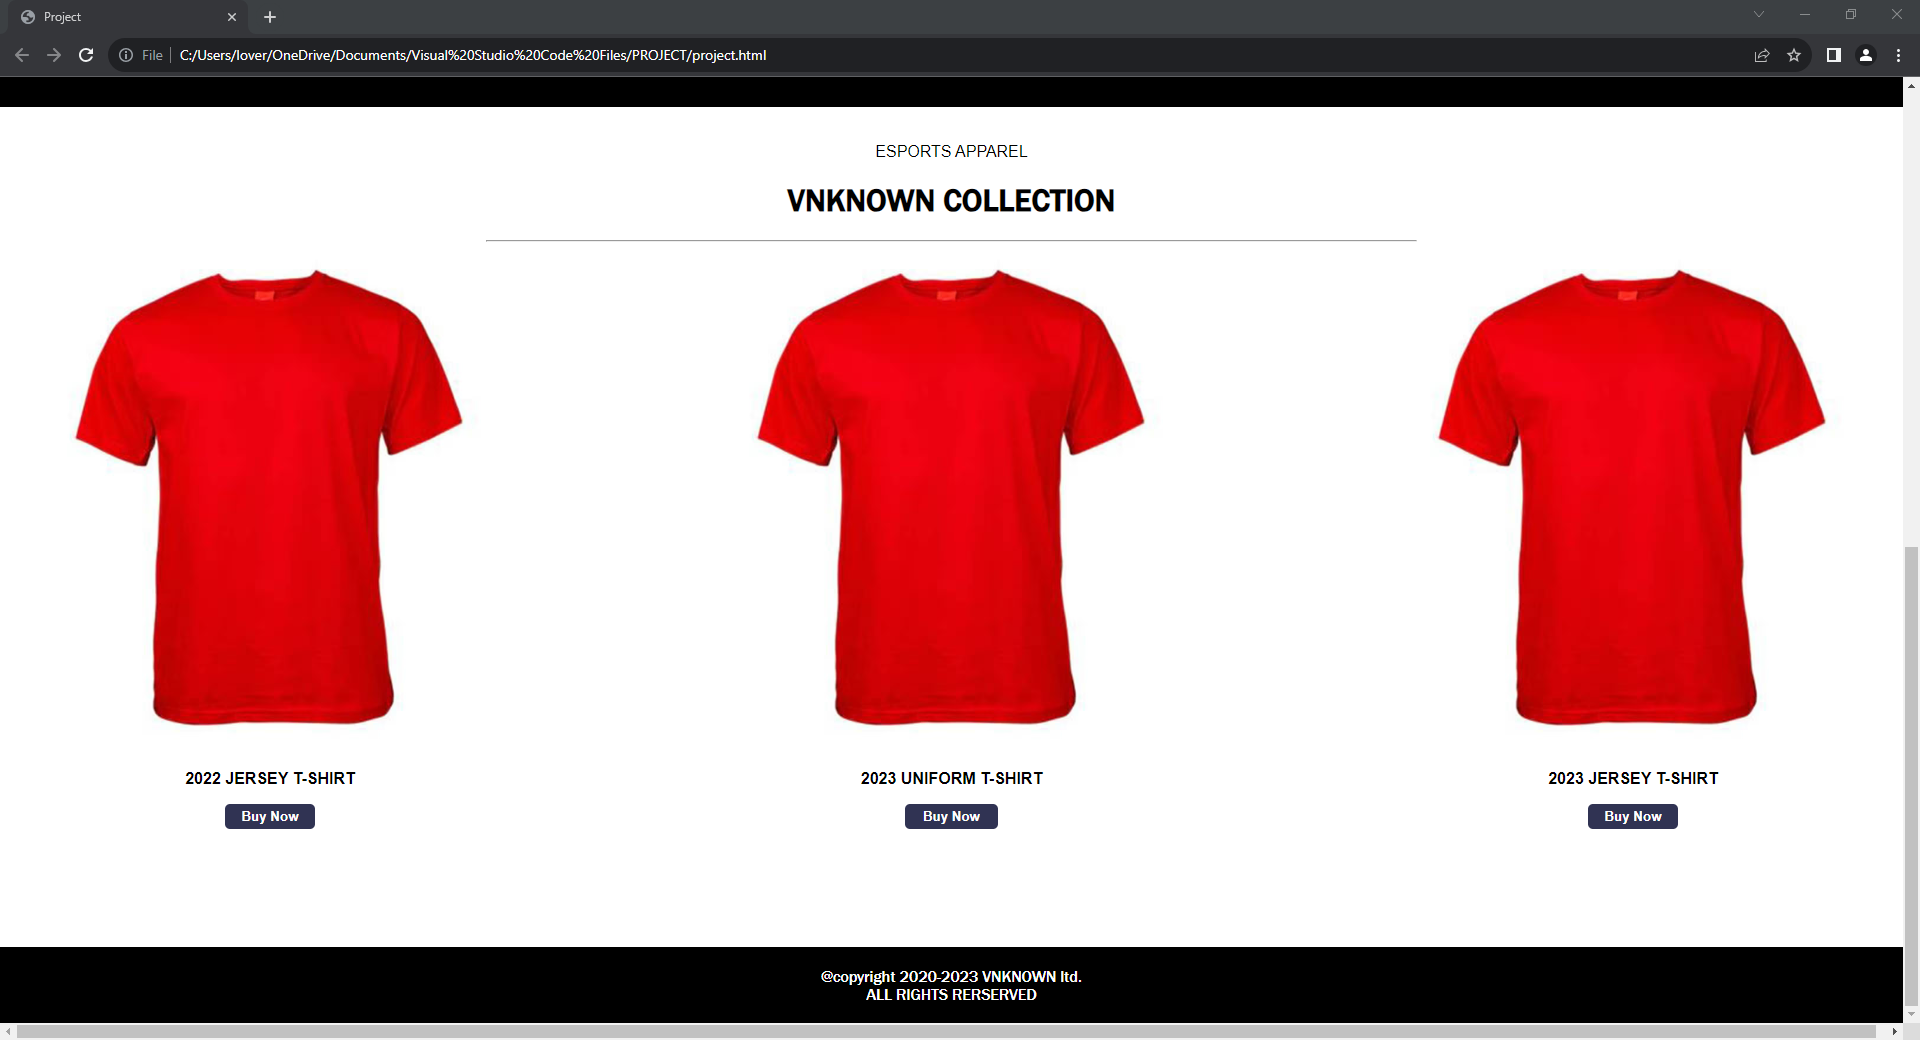 Project
File
C:/Users/lover/OneDrive/Documents/Visual%20Studio%20Code%20Files/PROJECT/project.html
ESPORTS APPAREL
VNKNOWN COLLECTION
2022 JERSEY T-SHIRT
2023 UNIFORM T-SHIRT
2023 JERSEY T-SHIRT
Buy Now
Buy Now
Buy Now
@copyright 2020-2023 VNKNOWN ltd.
ALL RIGHTS RERSERVED